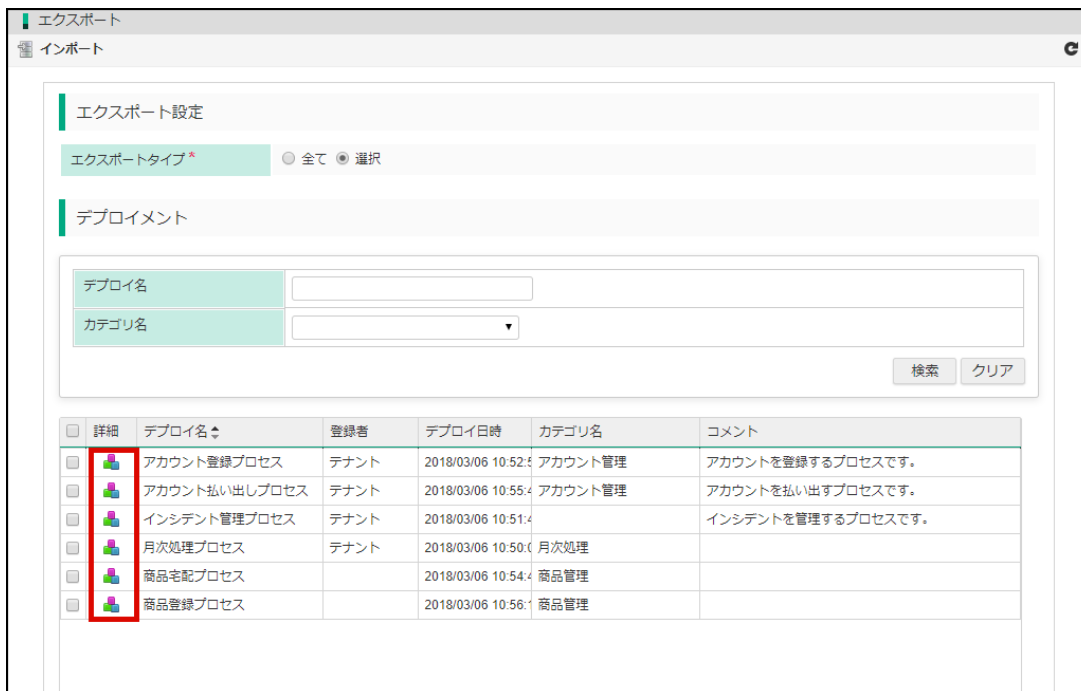 エクスポート
インポート
エクスポート設定
エクスポートタイプ* 全て 選択
デプロイメント
デプロイ名
カテゴリ名
検索 クリア
詳細 デプロイ名 登録者 デプロイ日時 カテゴリ名 コメント
アカウント登録プロセス テナント 2018/03/06 10:52: アカウント管理 アカウントを登録するプロセスです。
アカウント払い出しプロセス テナント 2018/03/06 10:55: アカウント管理 アカウントを払い出すプロセスです。
インシデント管理プロセス テナント 2018/03/06 10:51: インシデントを管理するプロセスです。
月次処理プロセス テナント 2018/03/06 10:50: 月次処理
商品宅配プロセス 2018/03/06 10:54: 商品管理
商品登録プロセス 2018/03/06 10:56: 商品管理